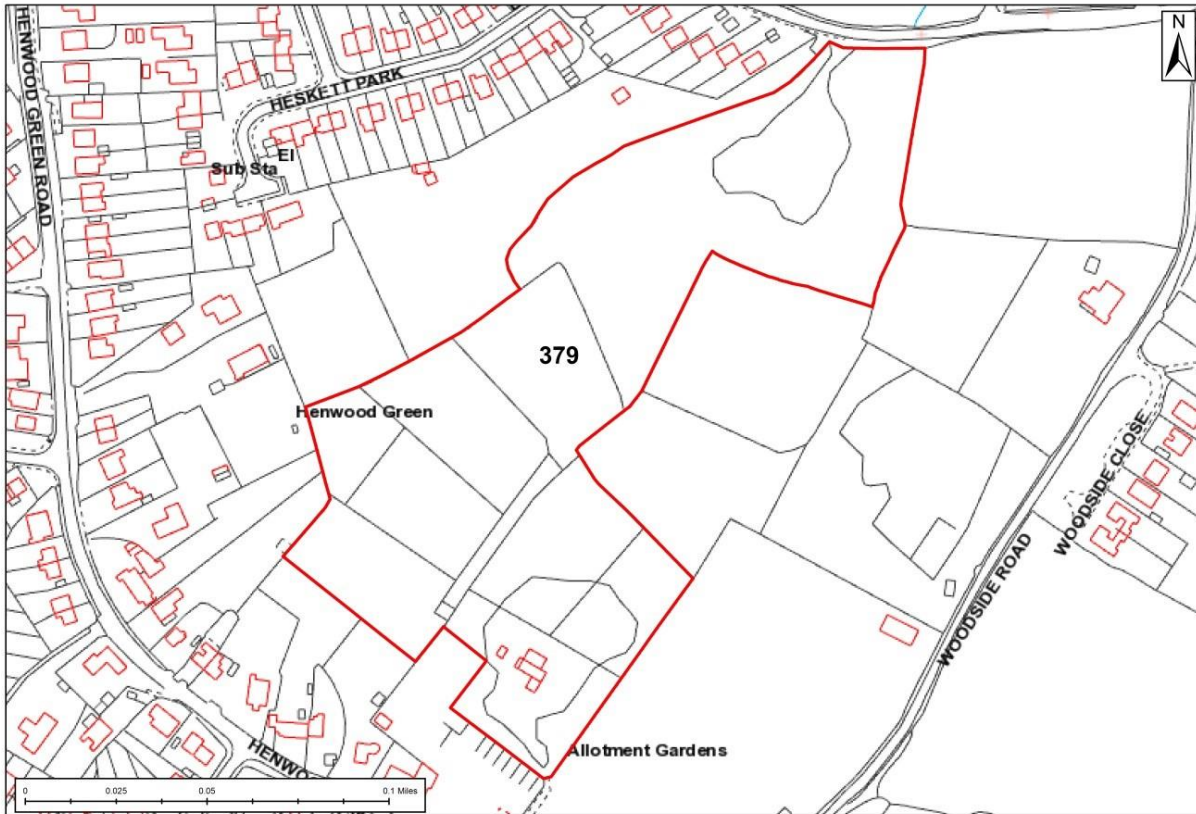 N
HENWOOD GREEN ROAD
HESKETT PARK
El
Sub Sta
379
Henwood Green
WOODSIDE CLOSE
WOODSIDE ROAD
Allotment Gardens
0 0.025 0.05 0.1 Miles